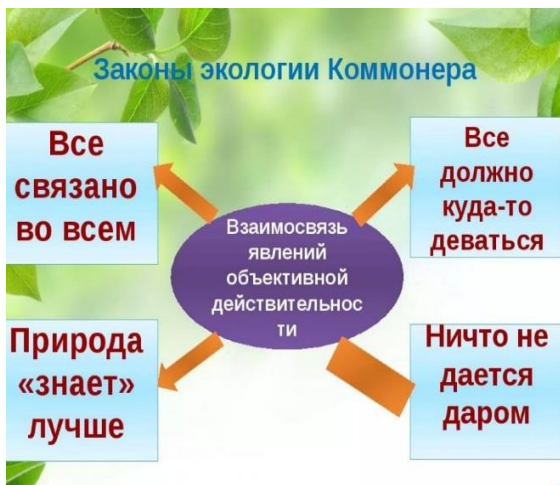 Законы экологии Коммонера
Все
связано
во всем
Все
должно
куда-то
деваться
Взаимосвязь
явлений
объективной
действительнос
ти
Природа
«знает»
лучше
Ничто не
дается
даром